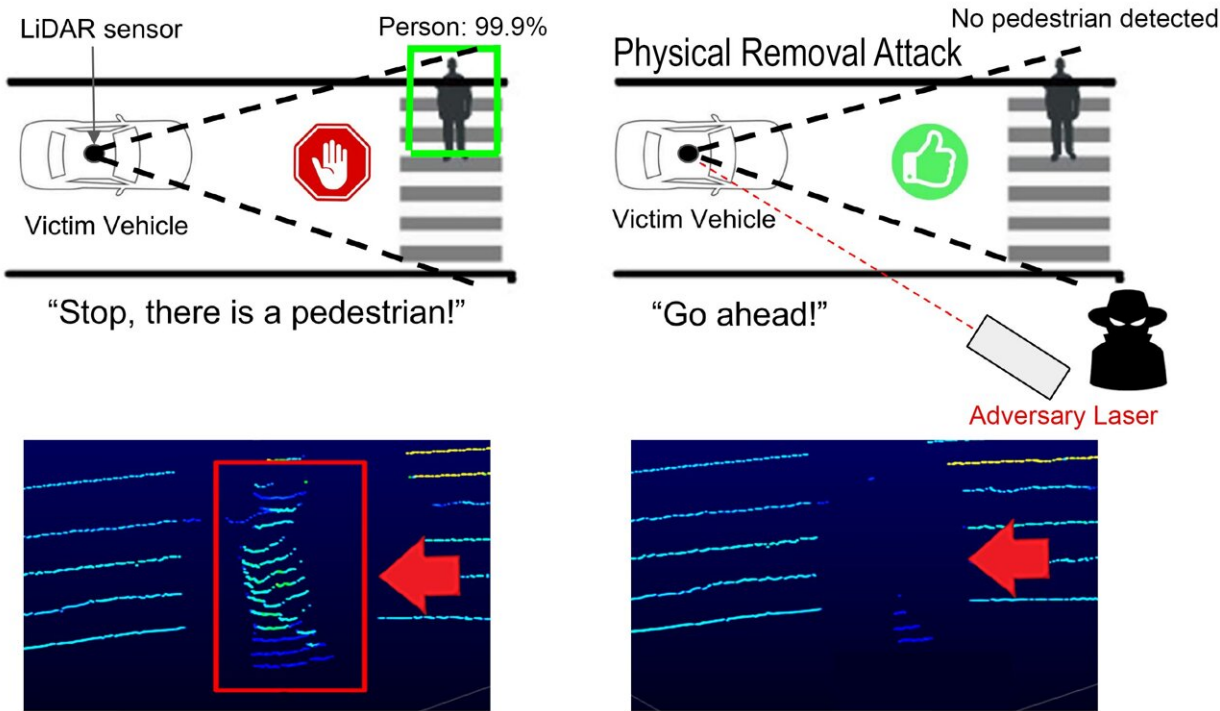 LiDAR sensor
Person: 99.9%
Victim Vehicle
“Stop, there is a pedestrian!”
No pedestrian detected
Physical Removal Attack
Victim Vehicle
“Go ahead!”
Adversary Laser